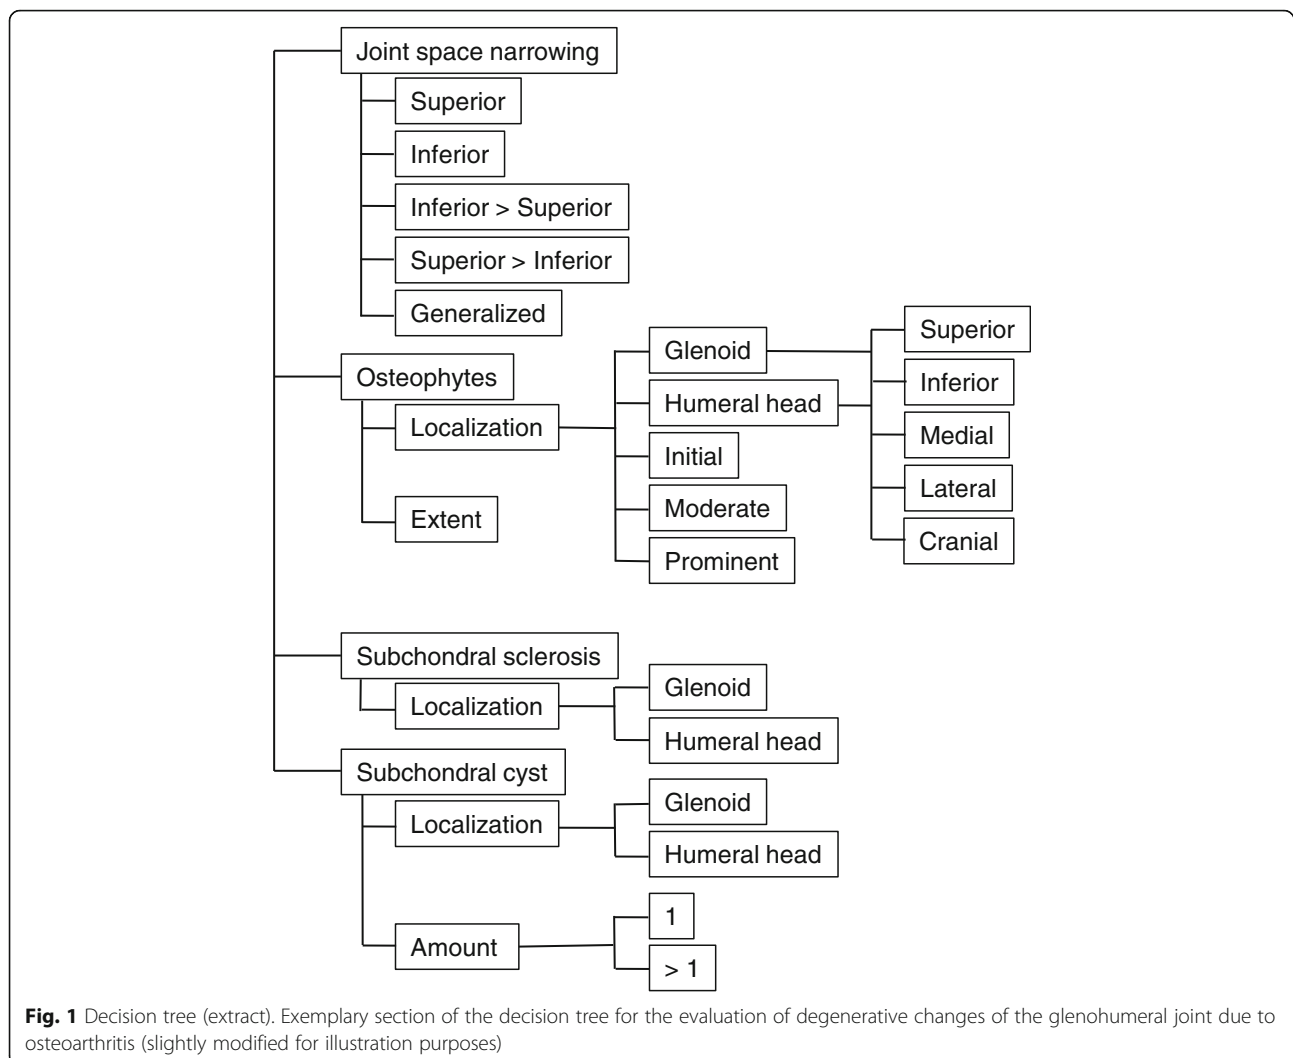 Joint space narrowing
Superior
Inferior
Inferior > Superior
Superior > Inferior
Generalized
Osteophytes
Localization
Extent
Glenoid
Humeral head
Initial
Moderate
Prominent
Superior
Inferior
Medial
Lateral
Cranial
Subchondral sclerosis
Localization
Glenoid
Humeral head
Subchondral cyst
Localization
Glenoid
Humeral head
Amount
1
> 1
Fig. 1 Decision tree (extract). Exemplary section of the decision tree for the evaluation of degenerative changes of the glenohumeral joint due to
osteoarthritis (slightly modified for illustration purposes)